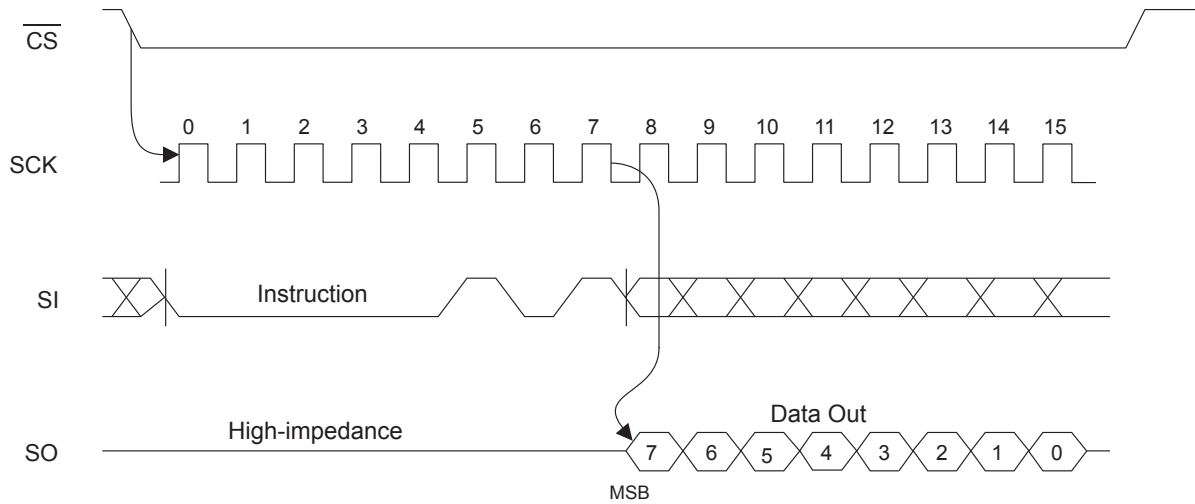 CS
0 1 2 3 4 5 6 7 8 9 10 11 12 13 14 15
SCK
SI
Instruction
Data Out
High-impedance
SO
7 6 5 4 3 2 1 0
MSB